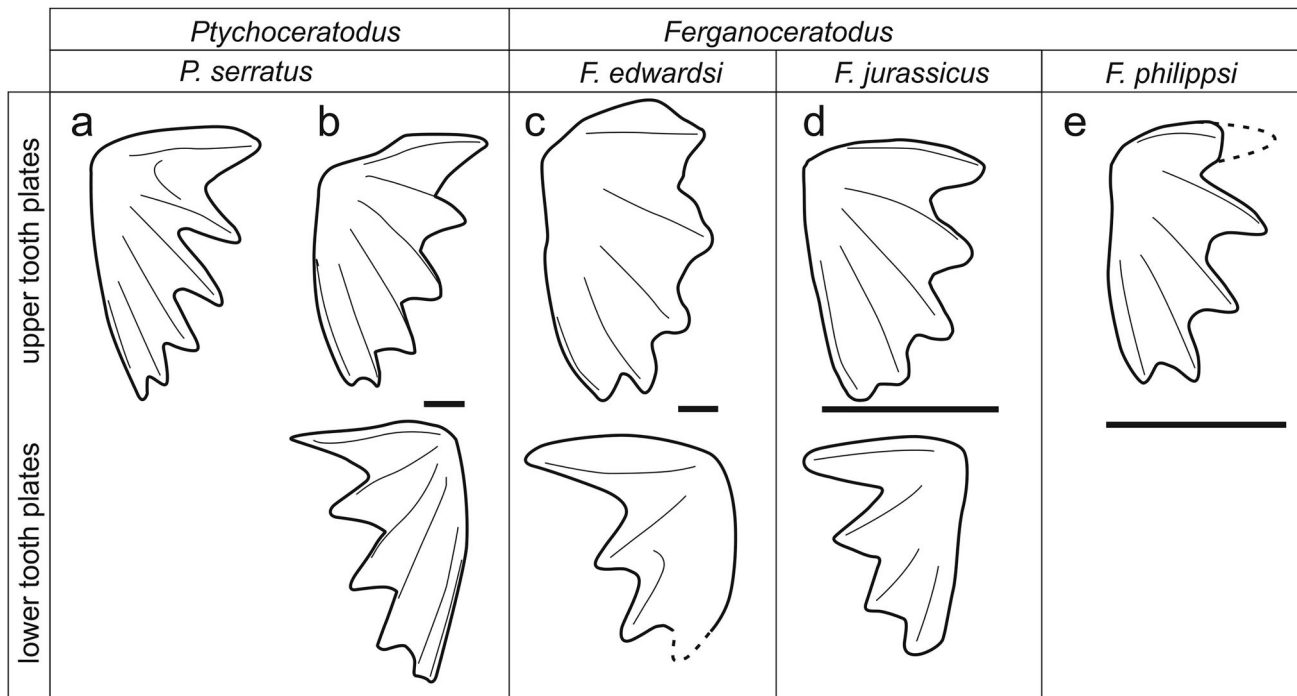 Ptychoceratodus
Ferganoceratodus
P. serratus
F. edwardsi
F. jurassicus
F. philippsi
upper tooth plates
a
b
c
d
e
lower tooth plates